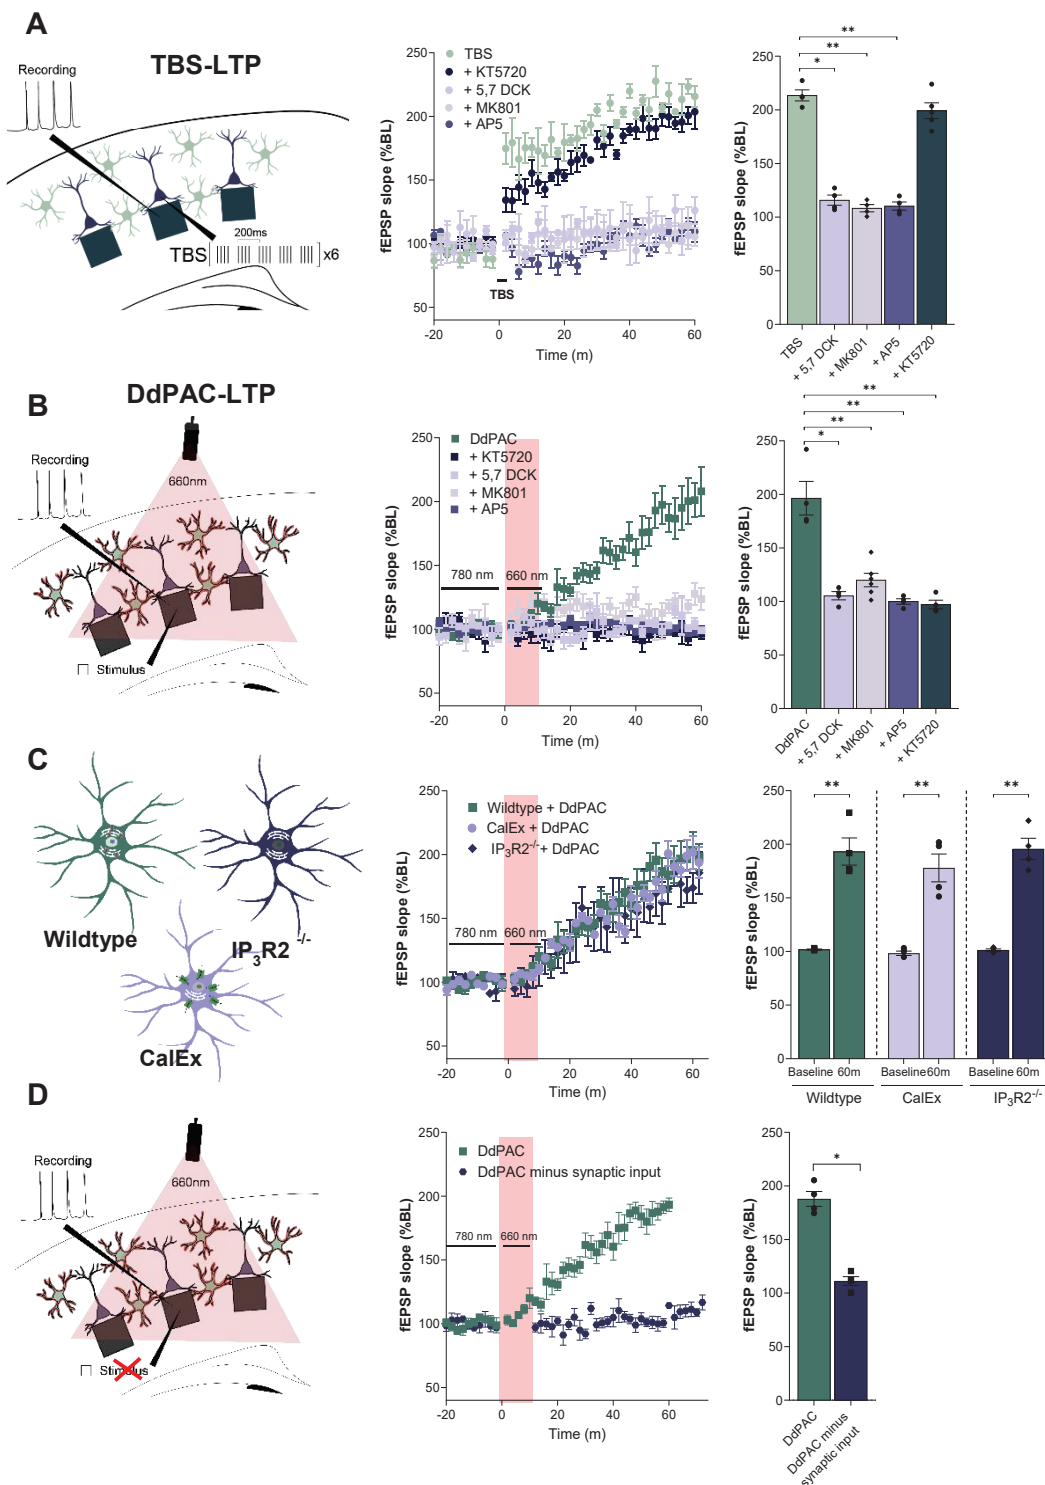 A
TBS-LTP
Recording
TBS
200ms
x6
fEPSP slope (%BL)
250
200
150
100
50
TBS
+ KT5720
+ 5,7 DCK
+ MK801
+ AP5
TBS
-20
0
20
40
60
Time (m)
fEPSP slope (%BL)
250
200
150
100
50
0
*
**
**
TBS
+ 5,7 DCK
+ MK801
+ AP5
+ KT5720
B
DdPAC-LTP
Recording
660nm
Stimulus
fEPSP slope (%BL)
250
200
150
100
50
DdPAC
+ KT5720
+ 5,7 DCK
+ MK801
+ AP5
780 nm
660 nm
-20
0
20
40
60
Time (m)
fEPSP slope (%BL)
250
200
150
100
50
0
*
**
**
**
DdPAC
+ 5,7 DCK
+ MK801
+ AP5
+ KT5720
C
Wildtype
IP3R2 -/-
CalEx
fEPSP slope (%BL)
250
200
150
100
50
Wildtype + DdPAC
CalEx + DdPAC
IP3R2-/-+ DdPAC
780 nm
660 nm
-20
0
20
40
60
Time (m)
fEPSP slope (%BL)
250
200
150
100
50
0
**
**
**
Baseline 60m
Baseline 60m
Baseline 60m
Wildtype
CalEx
IP3R2-/-
D
Recording
660nm
Stimulus
fEPSP slope (%BL)
250
200
150
100
50
DdPAC
DdPAC minus synaptic input
780 nm
660 nm
-20
0
20
40
60
Time (m)
fEPSP slope (%BL)
250
200
150
100
50
0
*
DdPAC
DdPAC minus
synaptic input